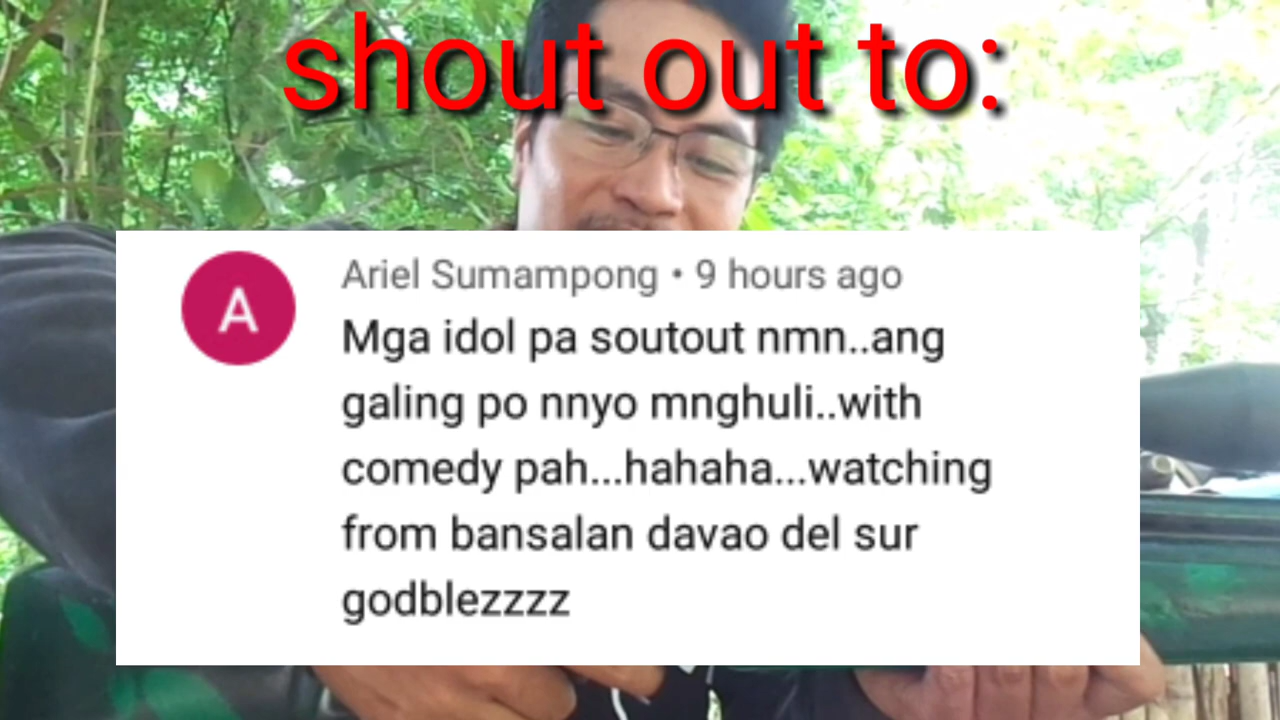 shout out to:
A
Ariel Sumampong • 9 hours ago
Mga idol pa soutout nmn..ang
galing po nnyo mnghuli..with
comedy pah...hahaha...watching
from bansalan davao del sur
godblezzzz